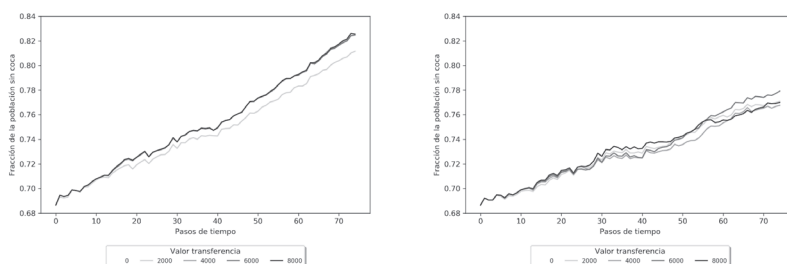 0.84
0.82
0.80
0.78
0.76
0.74
0.72
0.70
0.68
Fracción de la población sin coca
0 10 20 30 40 50 60 70
Pasos de tiempo
Valor transferencia
0 2000 4000 6000 8000
0.84
0.82
0.80
0.78
0.76
0.74
0.72
0.70
0.68
Fracción de la población sin coca
0 10 20 30 40 50 60 70
Pasos de tiempo
Valor transferencia
0 2000 4000 6000 8000